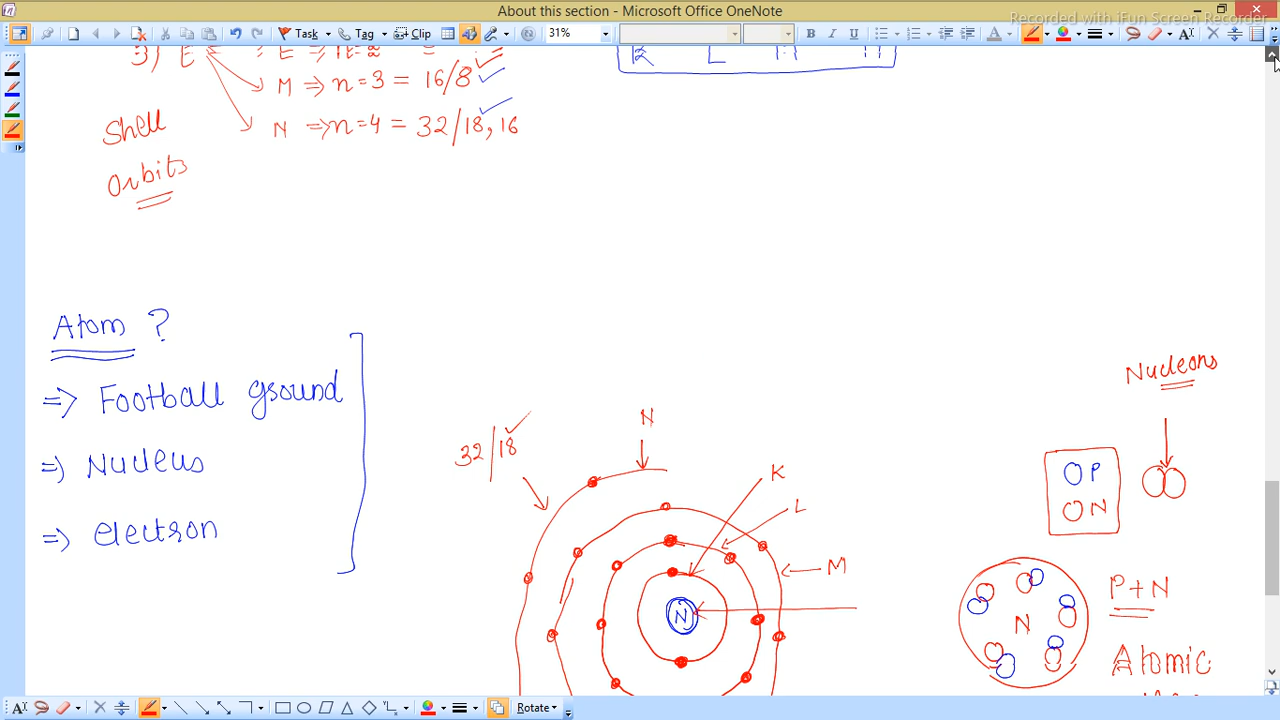 About this section - Microsoft Office OneNote
Recorded with iFun Screen Recorder
Task Tag Clip 31% B I U A
3) E => E => n=2
M => n=3 = 16/8
N => n=4 = 32/18, 16
Shell
Orbits
K L M N
Atom ?
=> Football ground
=> Nucleus
=> electron
32/18
N
K
L
M
N
Nucleons
P
N
N
P+N
Atomic
Rotate